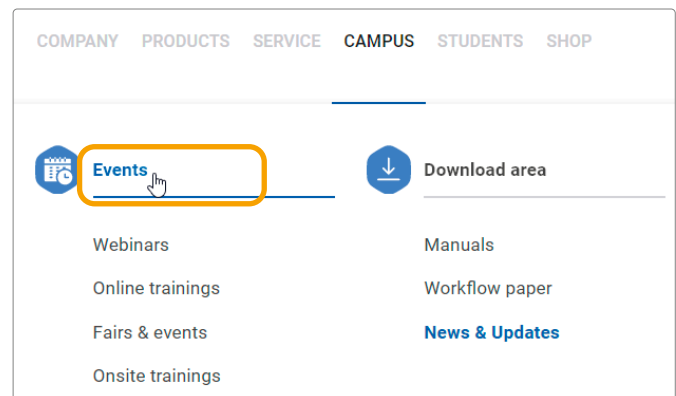 COMPANY PRODUCTS SERVICE CAMPUS STUDENTS SHOP
Events
Webinars
Online trainings
Fairs & events
Onsite trainings
Download area
Manuals
Workflow paper
News & Updates